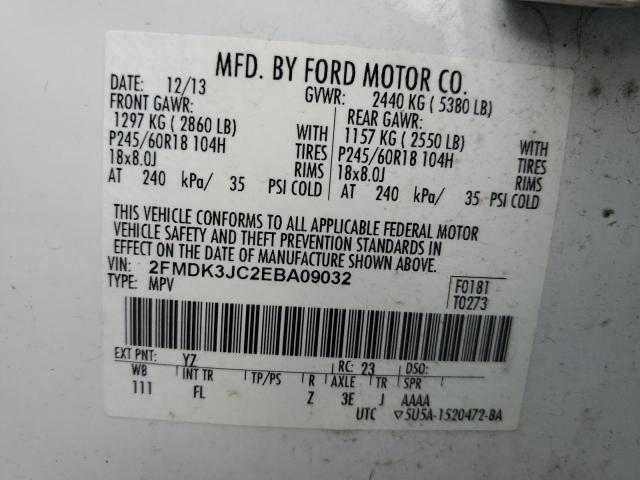 MFD. BY FORD MOTOR CO.
DATE: 12/13
GVWR: 2440 KG ( 5380 LB)
FRONT GAWR:
REAR GAWR:
1297 KG ( 2860 LB) WITH
1157 KG ( 2550 LB) WITH
P245/60R18 104H TIRES
P245/60R18 104H TIRES
18x8.0J RIMS
18x8.0J RIMS
AT 240 kPa/ 35 PSI COLD
AT 240 kPa/ 35 PSI COLD
THIS VEHICLE CONFORMS TO ALL APPLICABLE FEDERAL MOTOR
VEHICLE SAFETY AND THEFT PREVENTION STANDARDS IN
EFFECT ON THE DATE OF MANUFACTURE SHOWN ABOVE.
VIN: 2FMDK3JC2EBA09032
TYPE: MPV
F0181
T0273
EXT PNT: YZ RC: 23 DSO:
WB INT TR TP/PS R AXLE TR SPR
111 FL Z 3E J AAAA
UTC ▽5U5A-1520472-BA